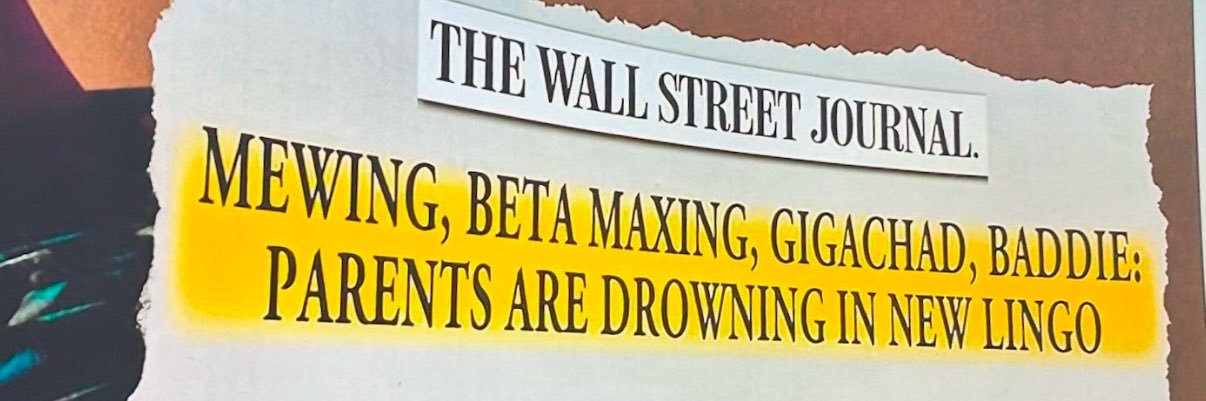 THE WALL STREET JOURNAL.
MEWING, BETA MAXING, GIGACHAD, BADDIE:
PARENTS ARE DROWNING IN NEW LINGO